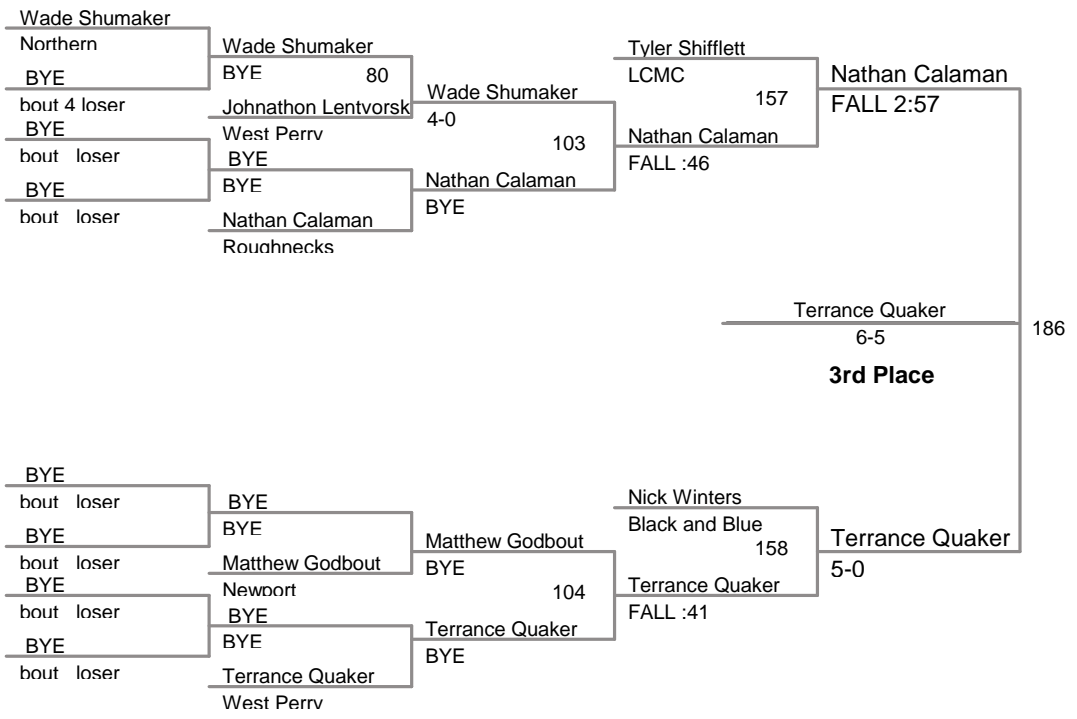 Wade Shumaker
Northern
BYE
bout 4 loser
BYE
bout loser
BYE
bout loser
Wade Shumaker
BYE 80
Johnathon Lentvorsk
West Perry
BYE
BYE
Nathan Calaman
Roughnecks
Wade Shumaker
4-0
103
Nathan Calaman
BYE
Tyler Shifflett
LCMC
157
Nathan Calaman
FALL :46
Nathan Calaman
FALL 2:57
Terrance Quaker
6-5
3rd Place
186
BYE
bout loser
BYE
bout loser
BYE
bout loser
BYE
bout loser
BYE
BYE
Matthew Godbout
Newport
BYE
BYE
Terrance Quaker
West Perry
Matthew Godbout
BYE
104
Terrance Quaker
BYE
Nick Winters
Black and Blue
158
Terrance Quaker
FALL :41
Terrance Quaker
5-0